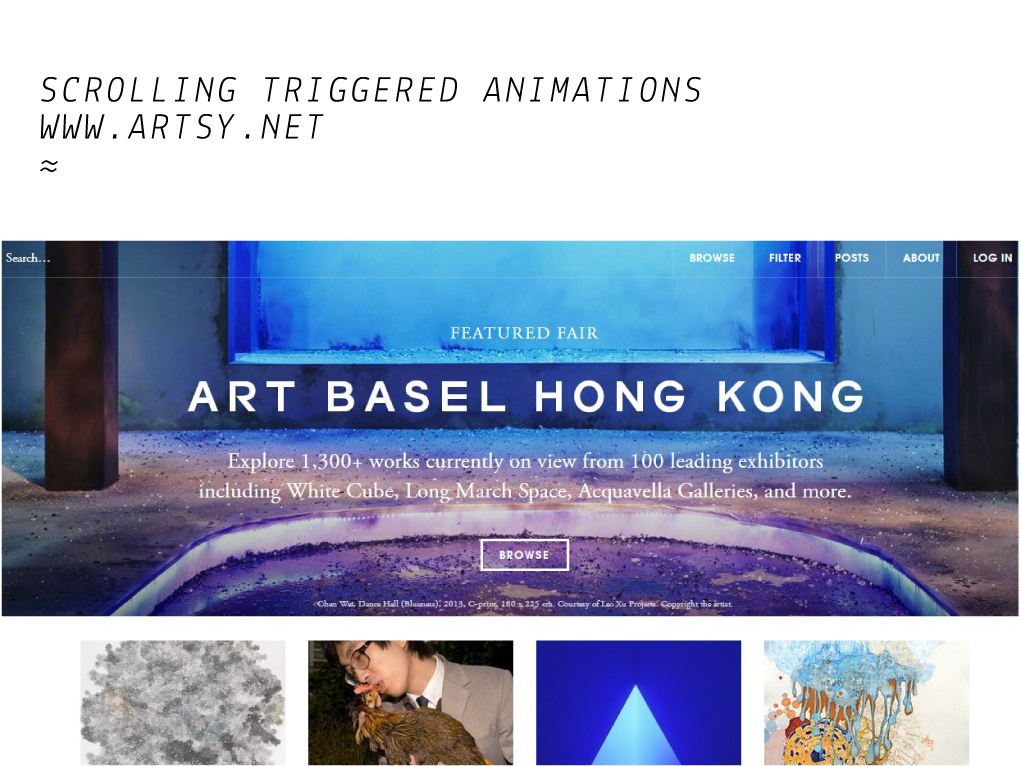 SCROLLING TRIGGERED ANIMATIONS
WWW.ARTSY.NET
≈
Search...
BROWSE FILTER POSTS ABOUT LOG IN
FEATURED FAIR
ART BASEL HONG KONG
Explore 1,300+ works currently on view from 100 leading exhibitors
including White Cube, Long March Space, Acquavella Galleries, and more.
BROWSE
Chen Wei, Dance Hall (Blueness), 2013, C-print, 180 x 225 cm. Courtesy of Leo Xu Projects. Copyright the artist.